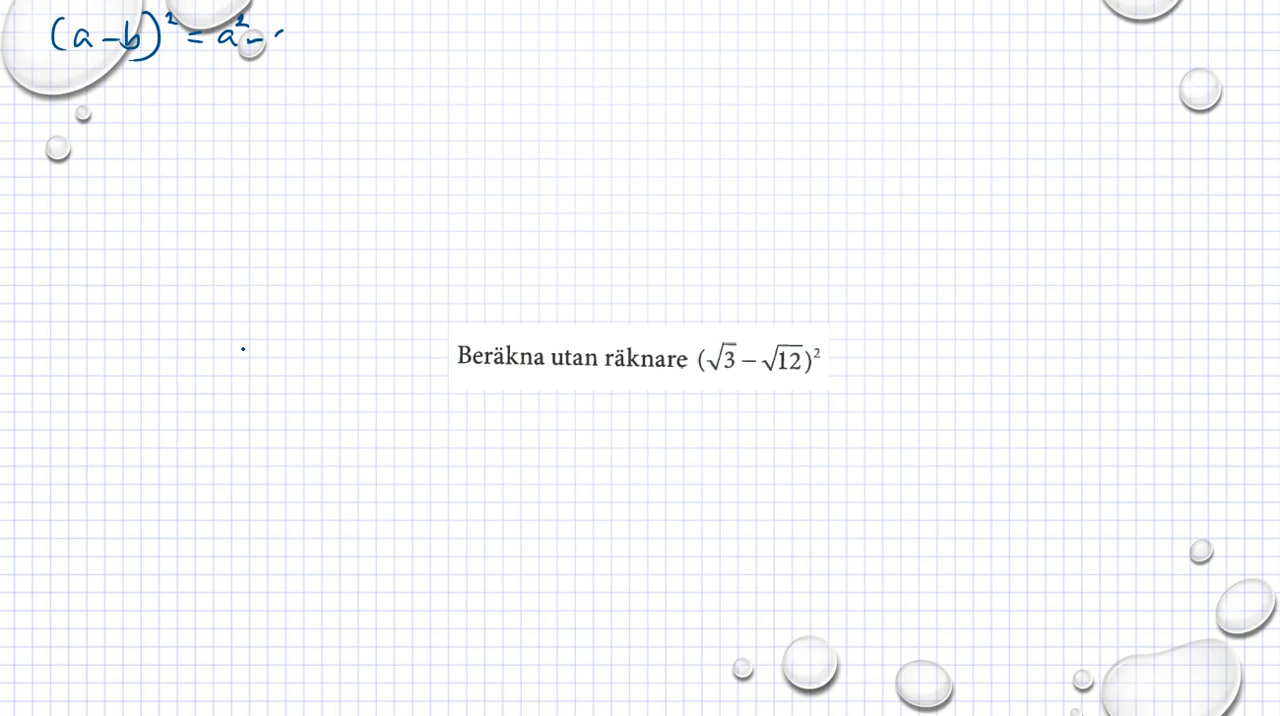 (a-b)² = a² -
Beräkna utan räknare (√3 − √12)²